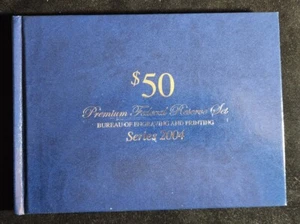 $50
Premium Federal Reserve Set
BUREAU OF ENGRAVING AND PRINTING
Series 2004